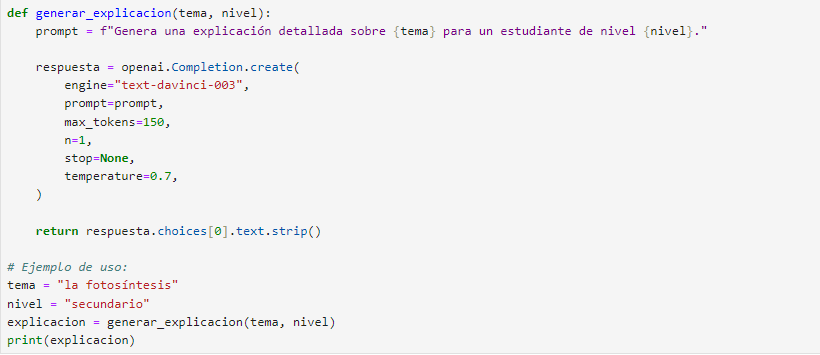 def generar_explicacion(tema, nivel):
    prompt = f"Genera una explicación detallada sobre {tema} para un estudiante de nivel {nivel}."

    respuesta = openai.Completion.create(
        engine="text-davinci-003",
        prompt=prompt,
        max_tokens=150,
        n=1,
        stop=None,
        temperature=0.7,
    )

    return respuesta.choices[0].text.strip()

# Ejemplo de uso:
tema = "la fotosíntesis"
nivel = "secundario"
explicacion = generar_explicacion(tema, nivel)
print(explicacion)